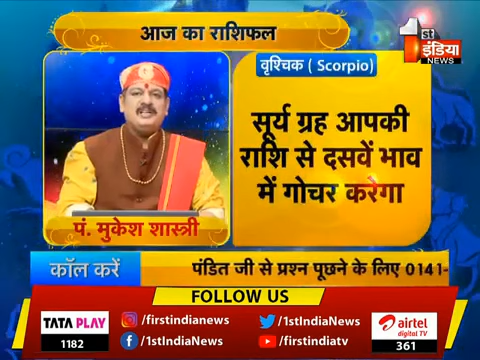 आज का राशिफल
1st
इंडिया
NEWS
वृश्चिक ( Scorpio)
सूर्य ग्रह आपकी
राशि से दसवें भाव
में गोचर करेगा
पं. मुकेश शास्त्री
कॉल करें
पंडित जी से प्रश्न पूछने के लिए 0141-
FOLLOW US
TATA PLAY
1182
/firstindianews
/1stIndiaNews
/1stIndiaNews
/firstindiatv
airtel
digital TV
361